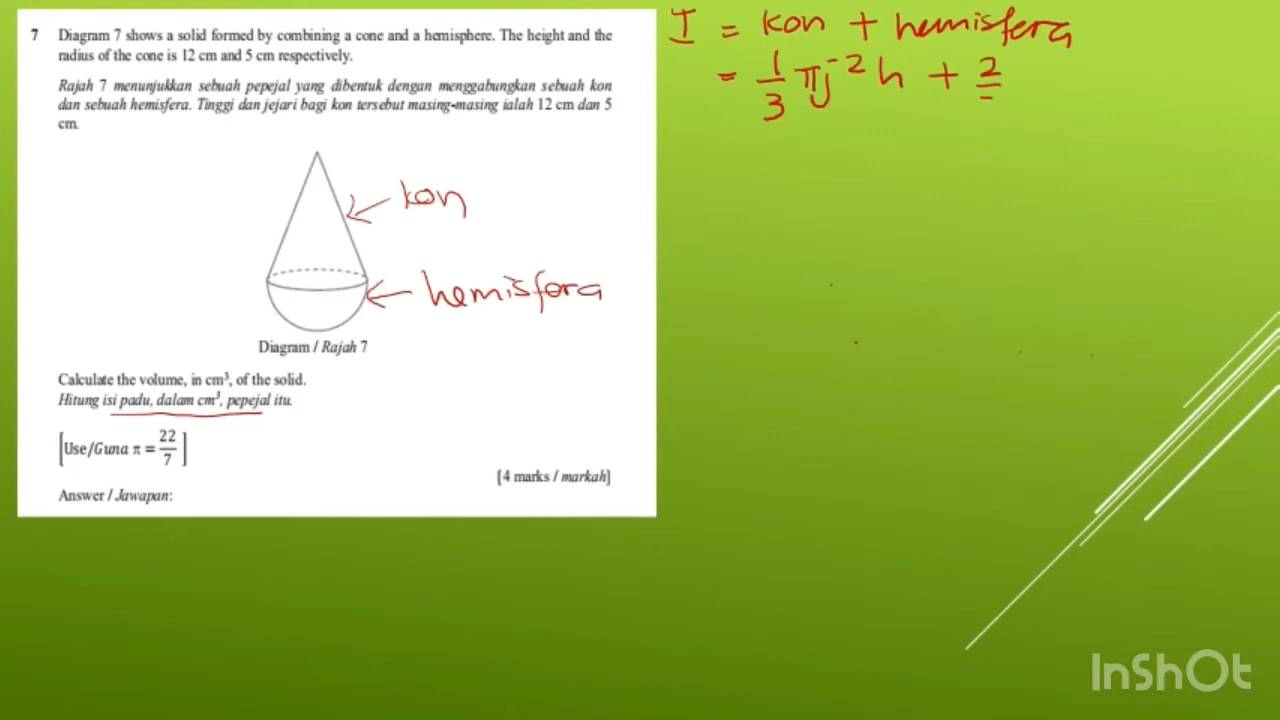 7 Diagram 7 shows a solid formed by combining a cone and a hemisphere. The height and the
radius of the cone is 12 cm and 5 cm respectively.
Rajah 7 menunjukkan sebuah pepejal yang dibentuk dengan menggabungkan sebuah kon
dan sebuah hemisfera. Tinggi dan jejari bagi kon tersebut masing-masing ialah 12 cm dan 5
cm.
kon
hemisfera
Diagram / Rajah 7
Calculate the volume, in cm³, of the solid.
Hitung isi padu, dalam cm³, pepejal itu.
[Use/Guna π = 22/7]
[4 marks / markah]
Answer / Jawapan:
I = kon + hemisfera
= 1/3 πj²h + 2
InShOt